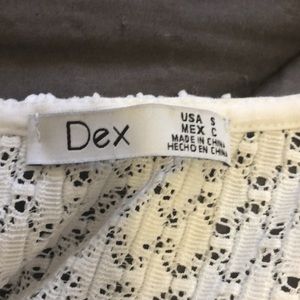 Dex
USA S
MEX C
MADE IN CHINA
HECHO EN CHINA